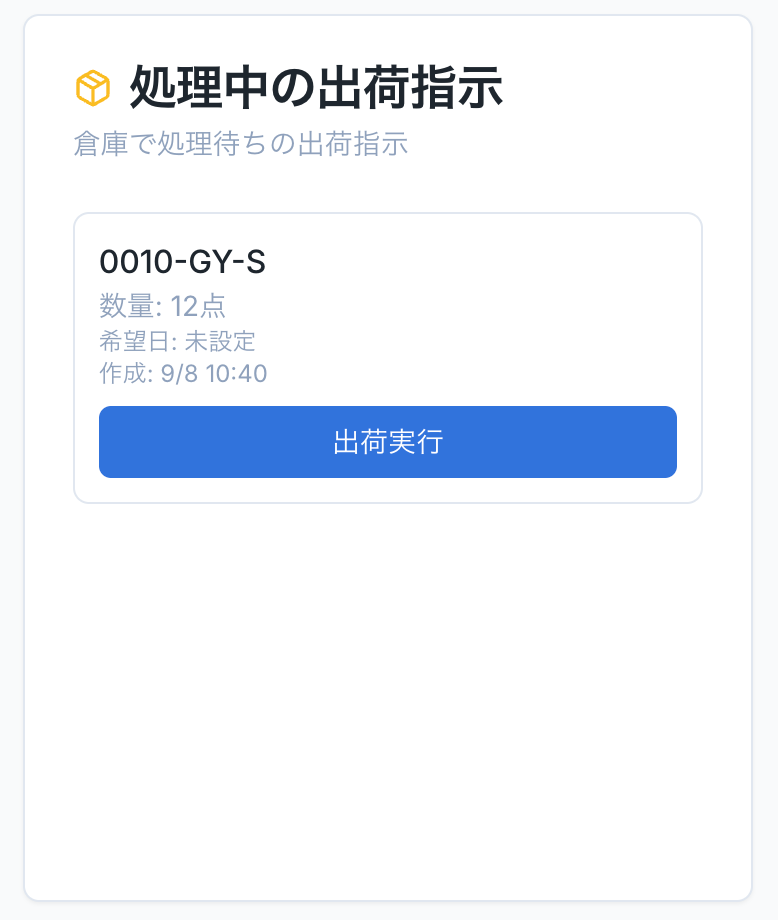 処理中の出荷指示
倉庫で処理待ちの出荷指示
0010-GY-S
数量: 12点
希望日: 未設定
作成: 9/8 10:40
出荷実行